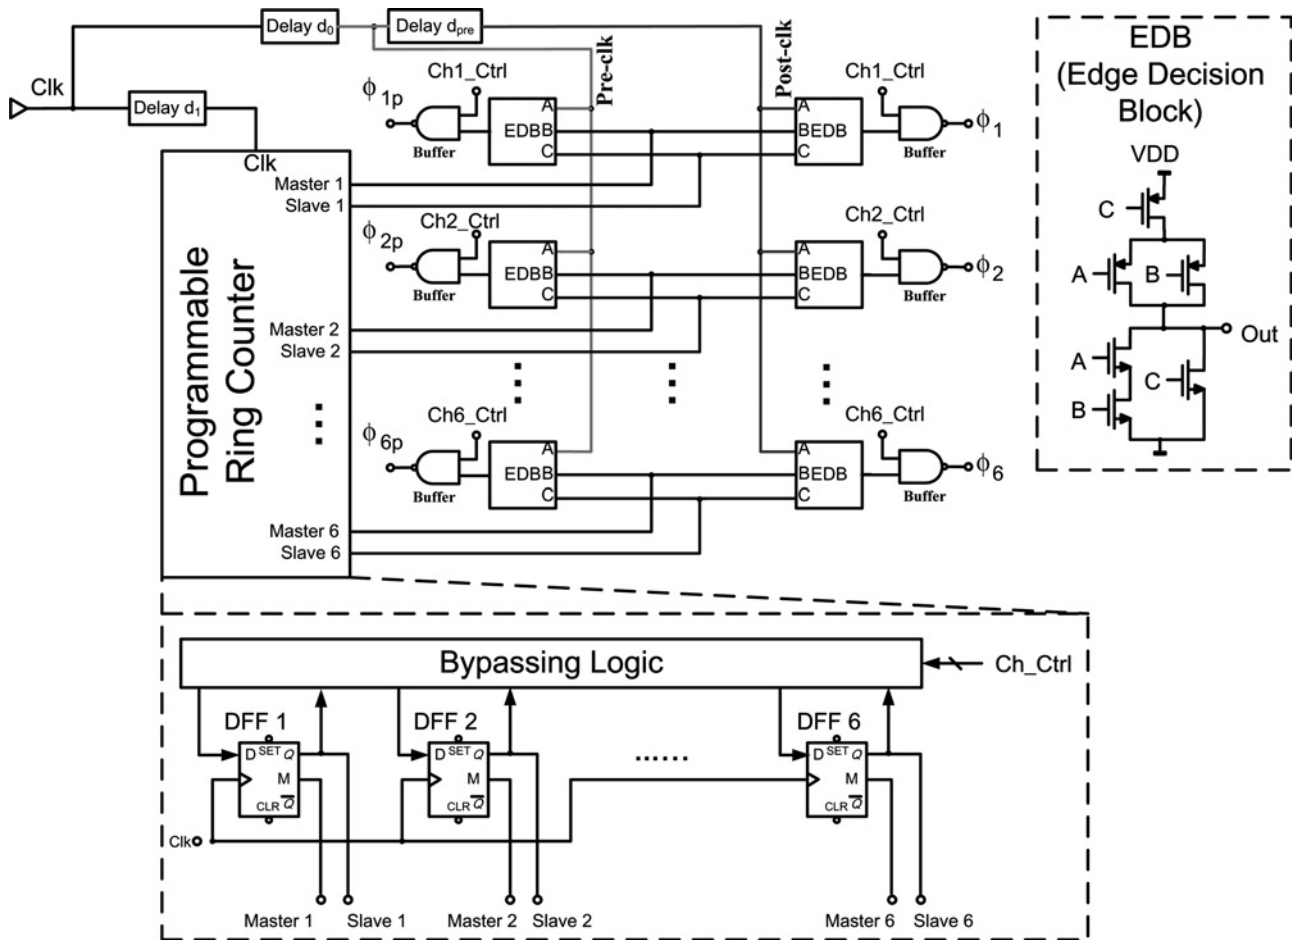 Delay d0
Delay dpre
Clk
Delay d1
Pre-clk
Post-clk
Ch1_Ctrl
Ch1_Ctrl
ϕ1p
A
EDBB
C
Buffer
A
BEDB
C
Buffer
ϕ1
Clk
Master 1
Slave 1
Ch2_Ctrl
Ch2_Ctrl
ϕ2p
A
EDBB
C
Buffer
A
BEDB
C
Buffer
ϕ2
Master 2
Slave 2
Programmable
Ring Counter
Ch6_Ctrl
Ch6_Ctrl
ϕ6p
A
EDBB
C
Buffer
A
BEDB
C
Buffer
ϕ6
Master 6
Slave 6
EDB
(Edge Decision
Block)
VDD
C
A
B
Out
A
C
B
Bypassing Logic
Ch_Ctrl
DFF 1
D SET Q
M
CLR Q̅
DFF 2
D SET Q
M
CLR Q̅
DFF 6
D SET Q
M
CLR Q̅
Clk
Master 1
Slave 1
Master 2
Slave 2
Master 6
Slave 6